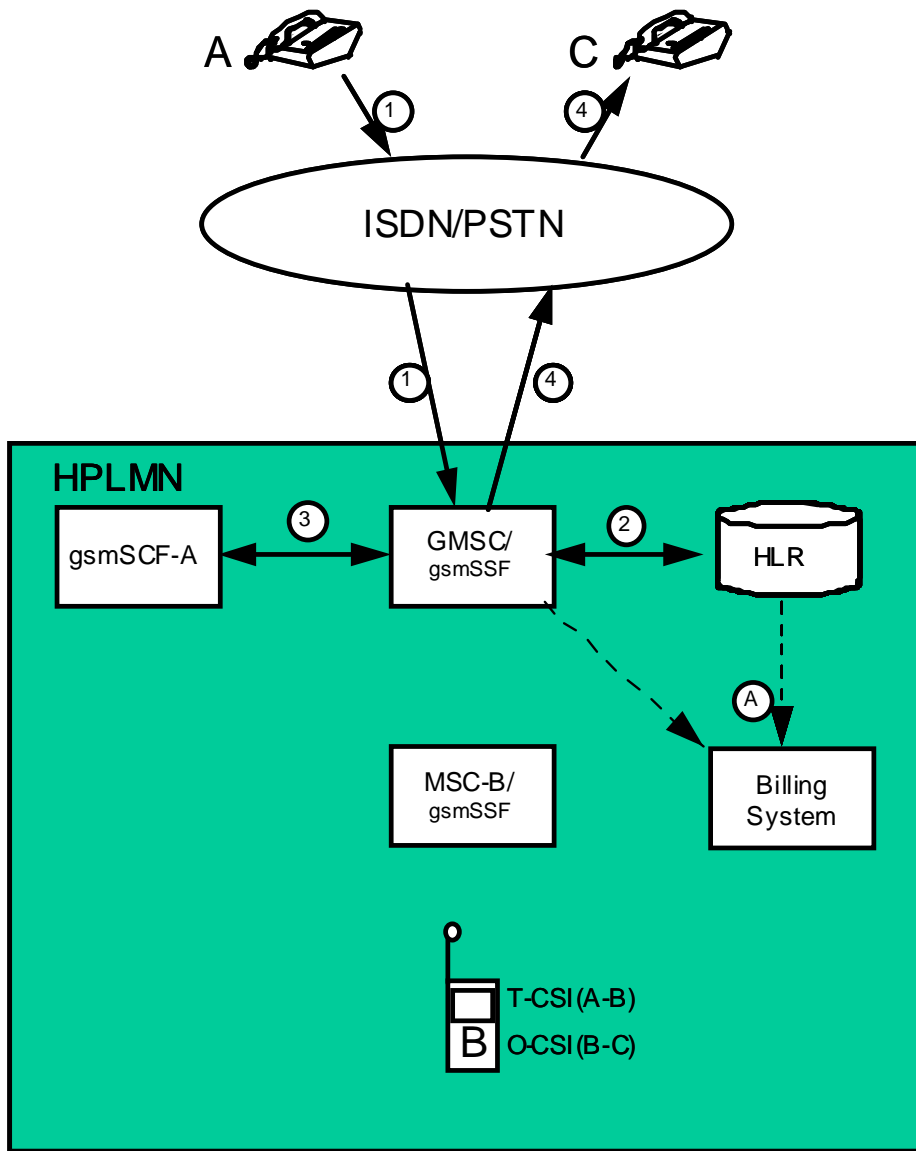 A
C
1
4
ISDN/PSTN
1
4
HPLMN
gsmSCF-A
3
GMSC/
gsmSSF
2
HLR
A
MSC-B/
gsmSSF
Billing
System
T-CSI(A-B)
B
O-CSI(B-C)